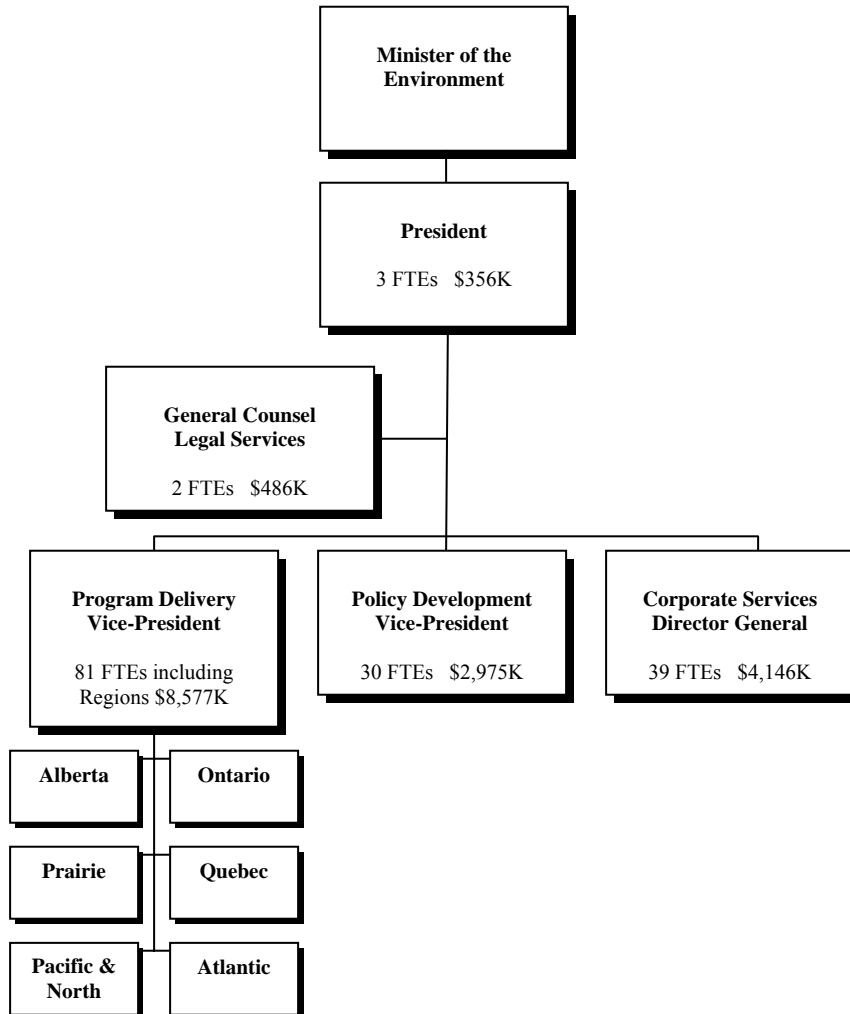 Minister of the
Environment
President
3 FTEs $356K
General Counsel
Legal Services
2 FTEs $486K
Program Delivery
Vice-President
81 FTEs including
Regions $8,577K
Policy Development
Vice-President
30 FTEs $2,975K
Corporate Services
Director General
39 FTEs $4,146K
Alberta
Ontario
Prairie
Quebec
Pacific &
North
Atlantic